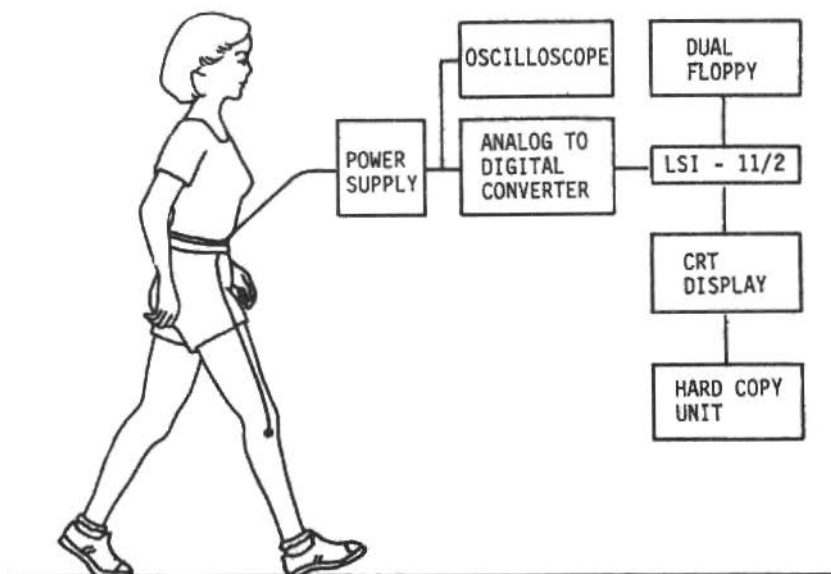 OSCILLOSCOPE
DUAL
FLOPPY
POWER
SUPPLY
ANALOG TO
DIGITAL
CONVERTER
LSI - 11/2
CRT
DISPLAY
HARD COPY
UNIT